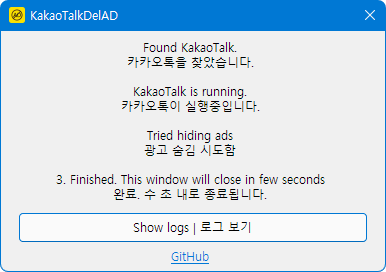 KakaoTalkDelAD
Found KakaoTalk.
카카오톡을 찾았습니다.
KakaoTalk is running.
카카오톡이 실행중입니다.
Tried hiding ads
광고 숨김 시도함
3. Finished. This window will close in few seconds
완료. 수 초 내로 종료됩니다.
Show logs | 로그 보기
GitHub